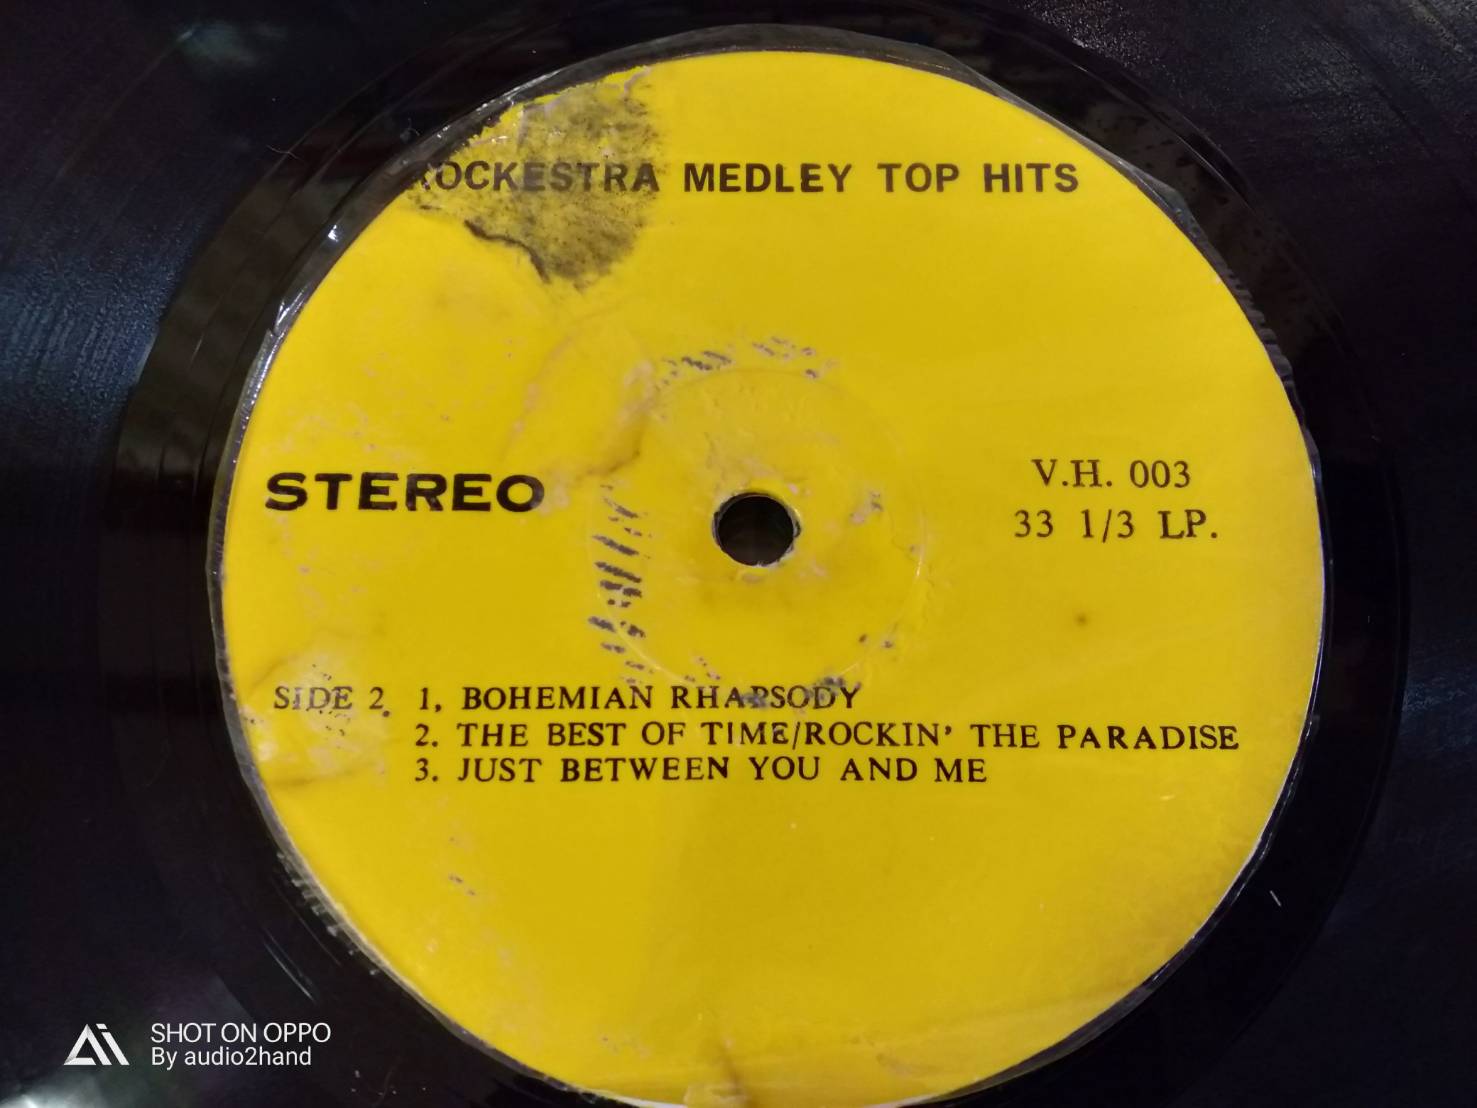 ROCKESTRA MEDLEY TOP HITS
STEREO
V.H. 003
33 1/3 LP.
SIDE 2. 1, BOHEMIAN RHAPSODY
2. THE BEST OF TIME/ROCKIN' THE PARADISE
3. JUST BETWEEN YOU AND ME
SHOT ON OPPO
By audio2hand